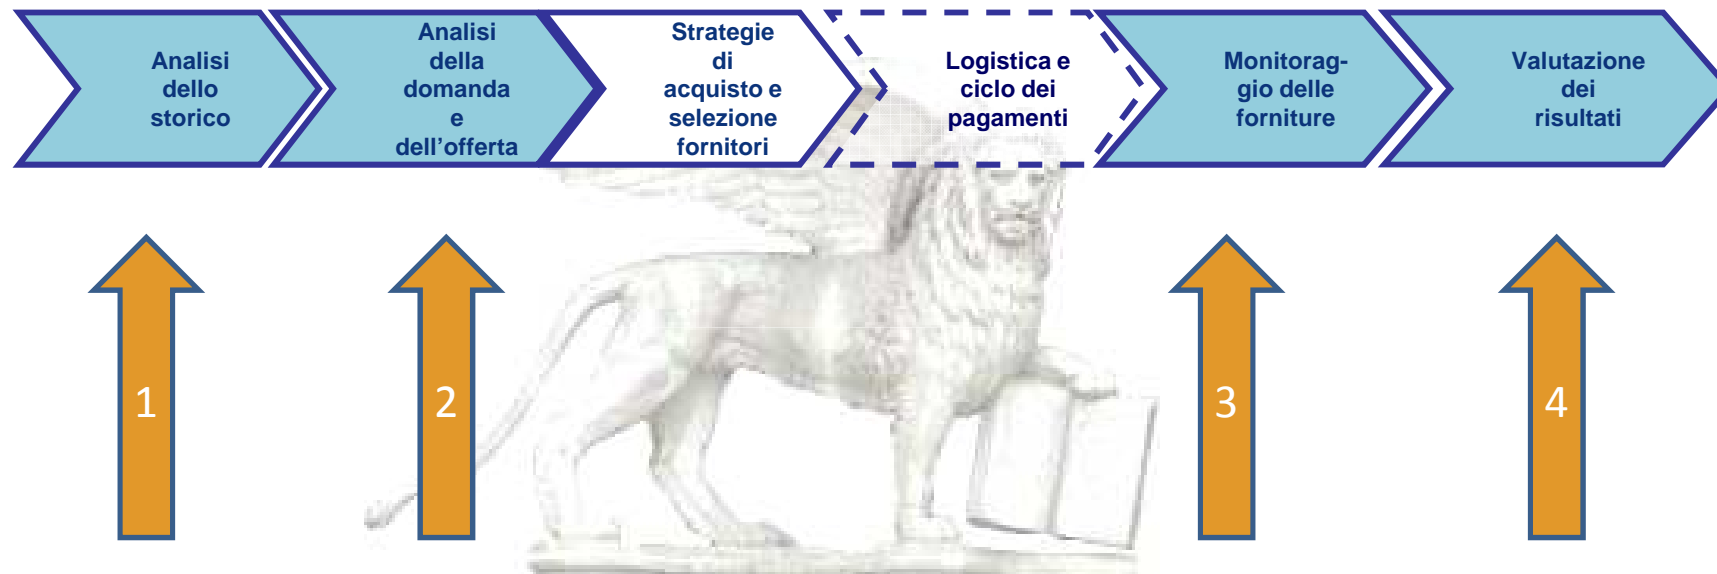 Analisi
dello
storico
Analisi
della
domanda
e
dell’offerta
Strategie
di
acquisto e
selezione
fornitori
Logistica e
ciclo dei
pagamenti
Monitorag-
gio delle
forniture
Valutazione
dei
risultati
1
2
3
4